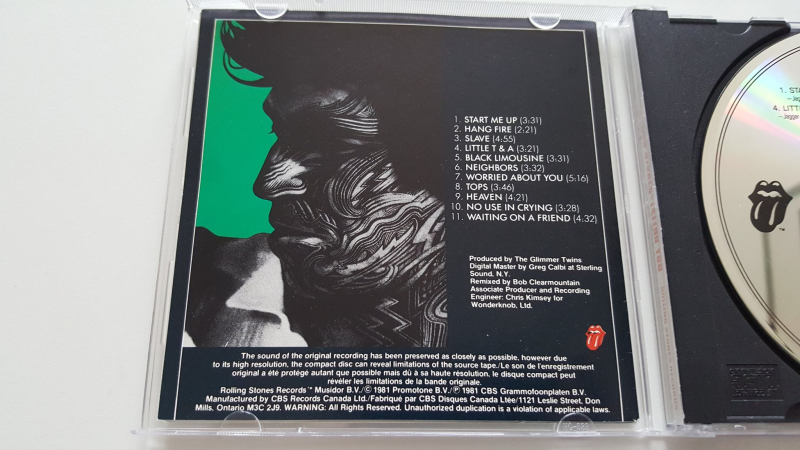 1. START ME UP (3:31)
2. HANG FIRE (2:21)
3. SLAVE (4:55)
4. LITTLE T & A (3:21)
5. BLACK LIMOUSINE (3:31)
6. NEIGHBORS (3:32)
7. WORRIED ABOUT YOU (5:16)
8. TOPS (3:46)
9. HEAVEN (4:21)
10. NO USE IN CRYING (3:28)
11. WAITING ON A FRIEND (4.32)
Produced by The Glimmer Twins
Digital Master by Greg Calbi at Sterling
Sound, N.Y.
Remixed by Bob Clearmountain
Associate Producer and Recording
Engineer: Chris Kimsey for
Wonderknob, Ltd.
The sound of the original recording has been preserved as closely as possible, however due
to its high resolution, the compact disc can reveal limitations of the source tape./Le son de l'enregistrement
original a été protégé autant que possible mais dû à sa haute résolution, le disque compact peut
révéler les limitations de la bande originale.
Rolling Stones Records™ Musidor B.V./© 1981 Promotone B.V./℗ 1981 CBS Grammofoonplaten B.V.
Manufactured by CBS Records Canada Ltd./Fabriqué par CBS Disques Canada Ltée/1121 Leslie Street, Don
Mills, Ontario M3C 2J9. WARNING: All Rights Reserved. Unauthorized duplication is a violation of applicable laws.
1. STA
4. LITTL
TM